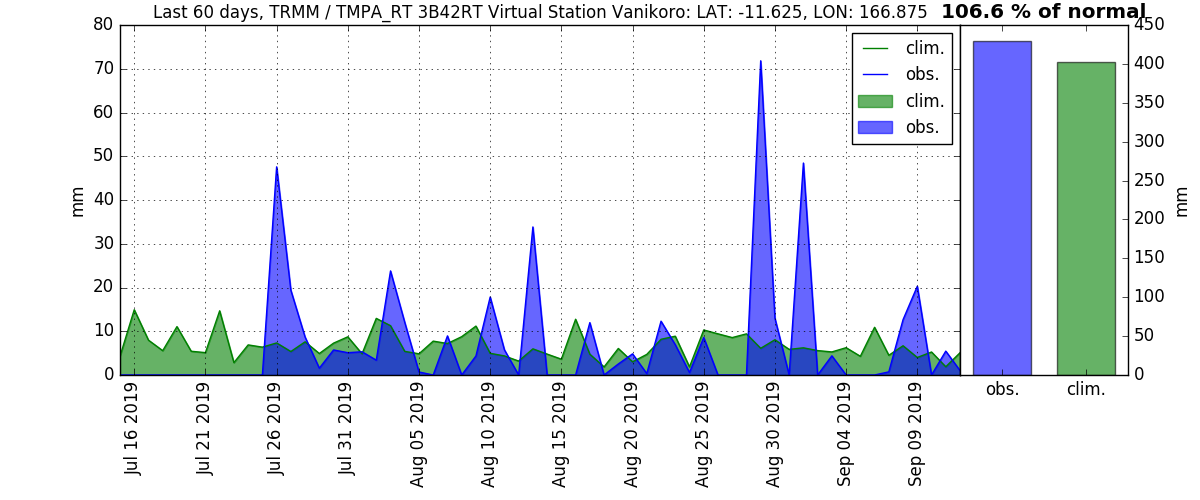 Last 60 days, TRMM / TMPA_RT 3B42RT Virtual Station Vanikoro: LAT: -11.625, LON: 166.875
106.6 % of normal
80
70
60
50
40
30
20
10
0
mm
clim.
obs.
clim.
obs.
Jul 16 2019
Jul 21 2019
Jul 26 2019
Jul 31 2019
Aug 05 2019
Aug 10 2019
Aug 15 2019
Aug 20 2019
Aug 25 2019
Aug 30 2019
Sep 04 2019
Sep 09 2019
450
400
350
300
250
200
150
100
50
0
mm
obs.
clim.